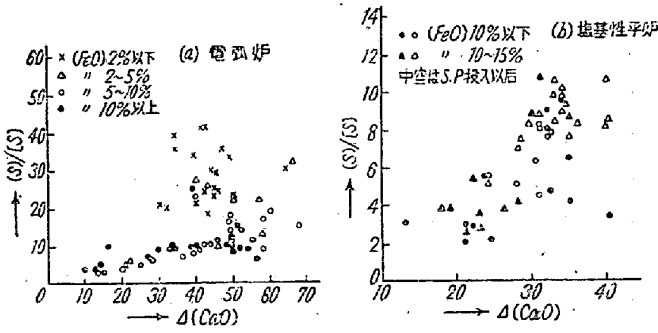 (a) 电弧炉
× (FeO) 2%以下
△ 〃 2~5%
○ 〃 5~10%
● 〃 10%以上
60
50
40
30
20
10
0
(S)/[S]
0 10 20 30 40 50 60 70
Δ(CaO)
(b) 塩基性平炉
● ○ (FeO) 10%以下
▲ △ 〃 10~15%
中空は S.P投入以后
14
12
10
8
6
4
2
0
(S)/(S)
10 20 30 40 50
Δ(CaO)